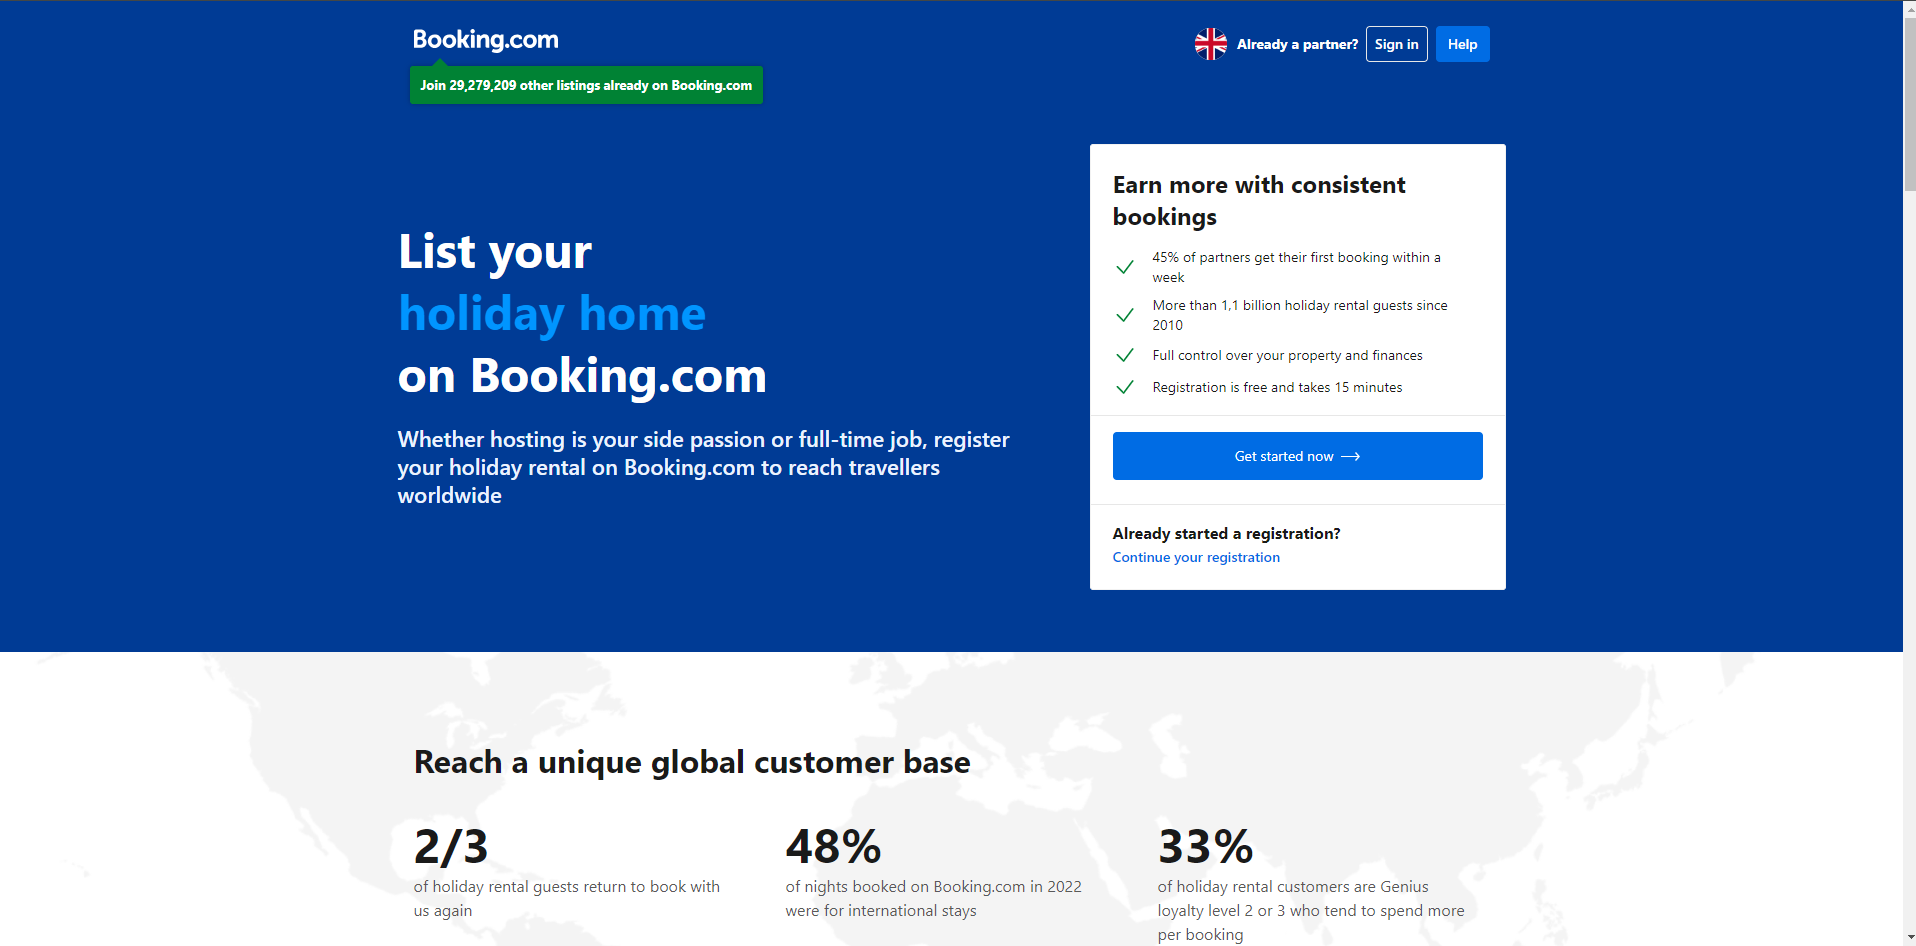 Booking.com
Already a partner?
Sign in
Help
Join 29,279,209 other listings already on Booking.com
List your
holiday home
on Booking.com
Whether hosting is your side passion or full-time job, register
your holiday rental on Booking.com to reach travellers
worldwide
Earn more with consistent
bookings
45% of partners get their first booking within a
week
More than 1,1 billion holiday rental guests since
2010
Full control over your property and finances
Registration is free and takes 15 minutes
Get started now
Already started a registration?
Continue your registration
Reach a unique global customer base
2/3
of holiday rental guests return to book with
us again
48%
of nights booked on Booking.com in 2022
were for international stays
33%
of holiday rental customers are Genius
loyalty level 2 or 3 who tend to spend more
per booking